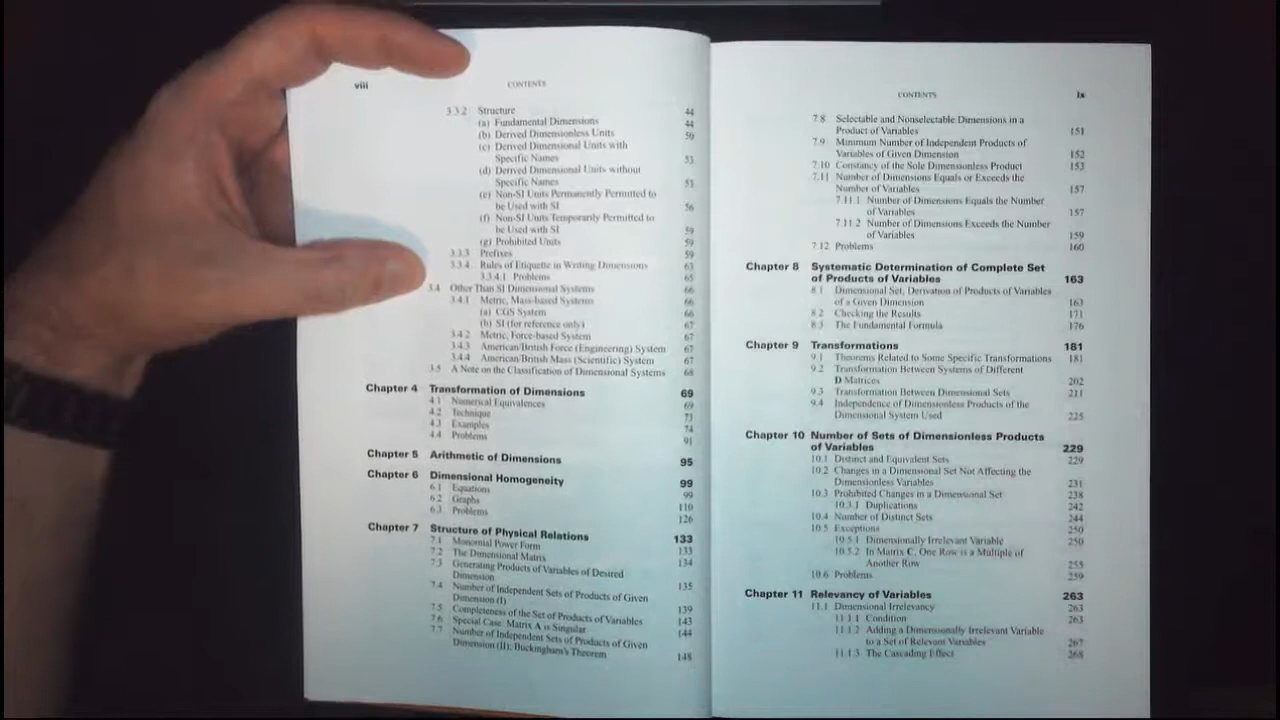 viii
CONTENTS
3.3.2 Structure 44
(a) Fundamental Dimensions 44
(b) Derived Dimensionless Units 50
(c) Derived Dimensional Units with
Specific Names 53
(d) Derived Dimensional Units without
Specific Names 53
(e) Non-SI Units Permanently Permitted to
be Used with SI 56
(f) Non-SI Units Temporarily Permitted to
be Used with SI 59
(g) Prohibited Units 59
3.3.3 Prefixes 59
3.3.4 Rules of Etiquette in Writing Dimensions 63
3.3.4.1 Problems 65
3.4 Other Than SI Dimensional Systems 66
3.4.1 Metric, Mass-based Systems 66
(a) CGS System 66
(b) SI (for reference only) 67
3.4.2 Metric, Force-based System 67
3.4.3 American/British Force (Engineering) System 67
3.4.4 American/British Mass (Scientific) System 67
3.5 A Note on the Classification of Dimensional Systems 68
Chapter 4 Transformation of Dimensions 69
4.1 Numerical Equivalences 69
4.2 Technique 73
4.3 Examples 74
4.4 Problems 91
Chapter 5 Arithmetic of Dimensions 95
Chapter 6 Dimensional Homogeneity 99
6.1 Equations 99
6.2 Graphs 110
6.3 Problems 126
Chapter 7 Structure of Physical Relations 133
7.1 Monomial Power Form 133
7.2 The Dimensional Matrix 134
7.3 Generating Products of Variables of Desired
Dimension 135
7.4 Number of Independent Sets of Products of Given
Dimension (I) 139
7.5 Completeness of the Set of Products of Variables 143
7.6 Special Case: Matrix A is Singular 144
7.7 Number of Independent Sets of Products of Given
Dimension (II); Buckingham's Theorem 148
CONTENTS
ix
7.8 Selectable and Nonselectable Dimensions in a
Product of Variables 151
7.9 Minimum Number of Independent Products of
Variables of Given Dimension 152
7.10 Constancy of the Sole Dimensionless Product 153
7.11 Number of Dimensions Equals or Exceeds the
Number of Variables 157
7.11.1 Number of Dimensions Equals the Number
of Variables 157
7.11.2 Number of Dimensions Exceeds the Number
of Variables 159
7.12 Problems 160
Chapter 8 Systematic Determination of Complete Set
of Products of Variables 163
8.1 Dimensional Set, Derivation of Products of Variables
of a Given Dimension 163
8.2 Checking the Results 171
8.3 The Fundamental Formula 176
Chapter 9 Transformations 181
9.1 Theorems Related to Some Specific Transformations 181
9.2 Transformation Between Systems of Different
D Matrices 202
9.3 Transformation Between Dimensional Sets 211
9.4 Independence of Dimensionless Products of the
Dimensional System Used 225
Chapter 10 Number of Sets of Dimensionless Products
of Variables 229
10.1 Distinct and Equivalent Sets 229
10.2 Changes in a Dimensional Set Not Affecting the
Dimensionless Variables 231
10.3 Prohibited Changes in a Dimensional Set 238
10.3.1 Duplications 242
10.4 Number of Distinct Sets 244
10.5 Exceptions 250
10.5.1 Dimensionally Irrelevant Variable 250
10.5.2 In Matrix C, One Row is a Multiple of
Another Row 255
10.6 Problems 259
Chapter 11 Relevancy of Variables 263
11.1 Dimensional Irrelevancy 263
11.1.1 Condition 263
11.1.2 Adding a Dimensionally Irrelevant Variable
to a Set of Relevant Variables 267
11.1.3 The Cascading Effect 268